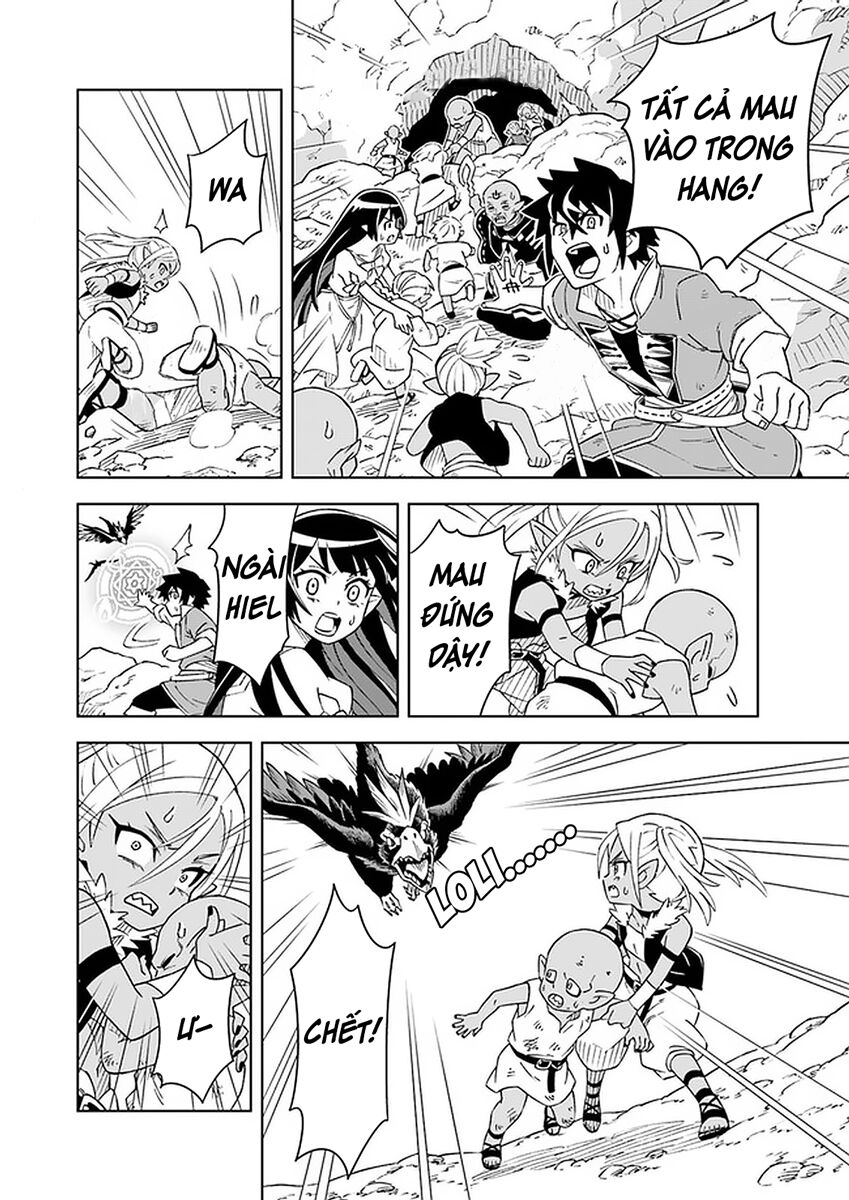 TẤT CẢ MAU
VÀO TRONG
HANG!
WA
MAU
ĐỨNG
DẬY!
NGÀI
HIEL
LOLI.......
CHẾT!
Ư-